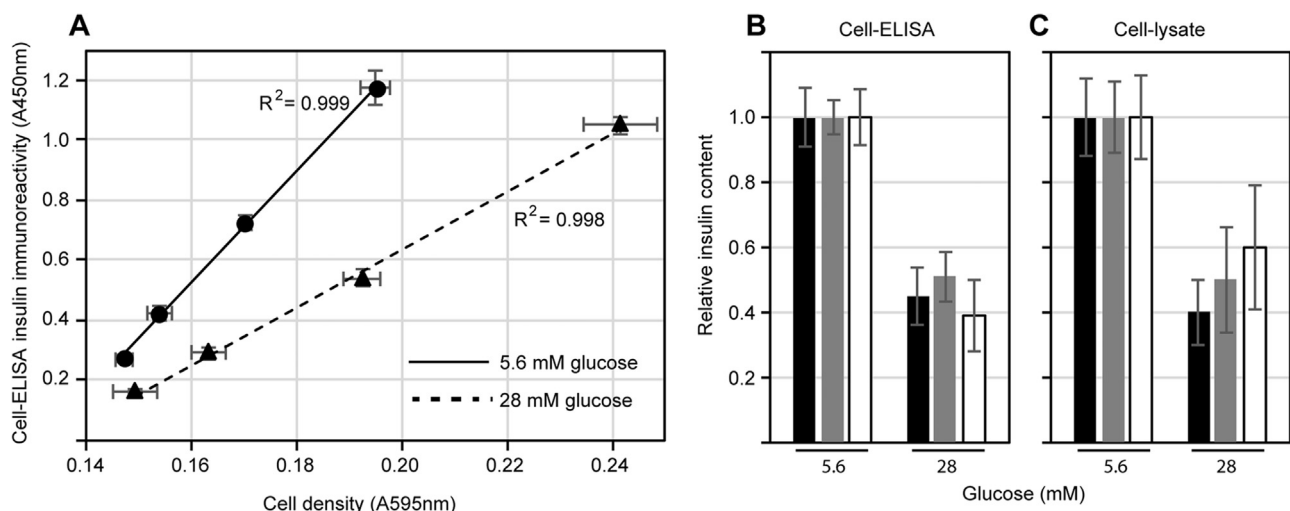 A
Cell-ELISA insulin immunoreactivity (A450nm)
1.2
1.0
0.8
0.6
0.4
0.2
R²= 0.999
R²= 0.998
5.6 mM glucose
28 mM glucose
0.14 0.16 0.18 0.20 0.22 0.24
Cell density (A595nm)
B
Cell-ELISA
Relative insulin content
1.0
0.8
0.6
0.4
0.2
5.6 28
C
Cell-lysate
5.6 28
Glucose (mM)